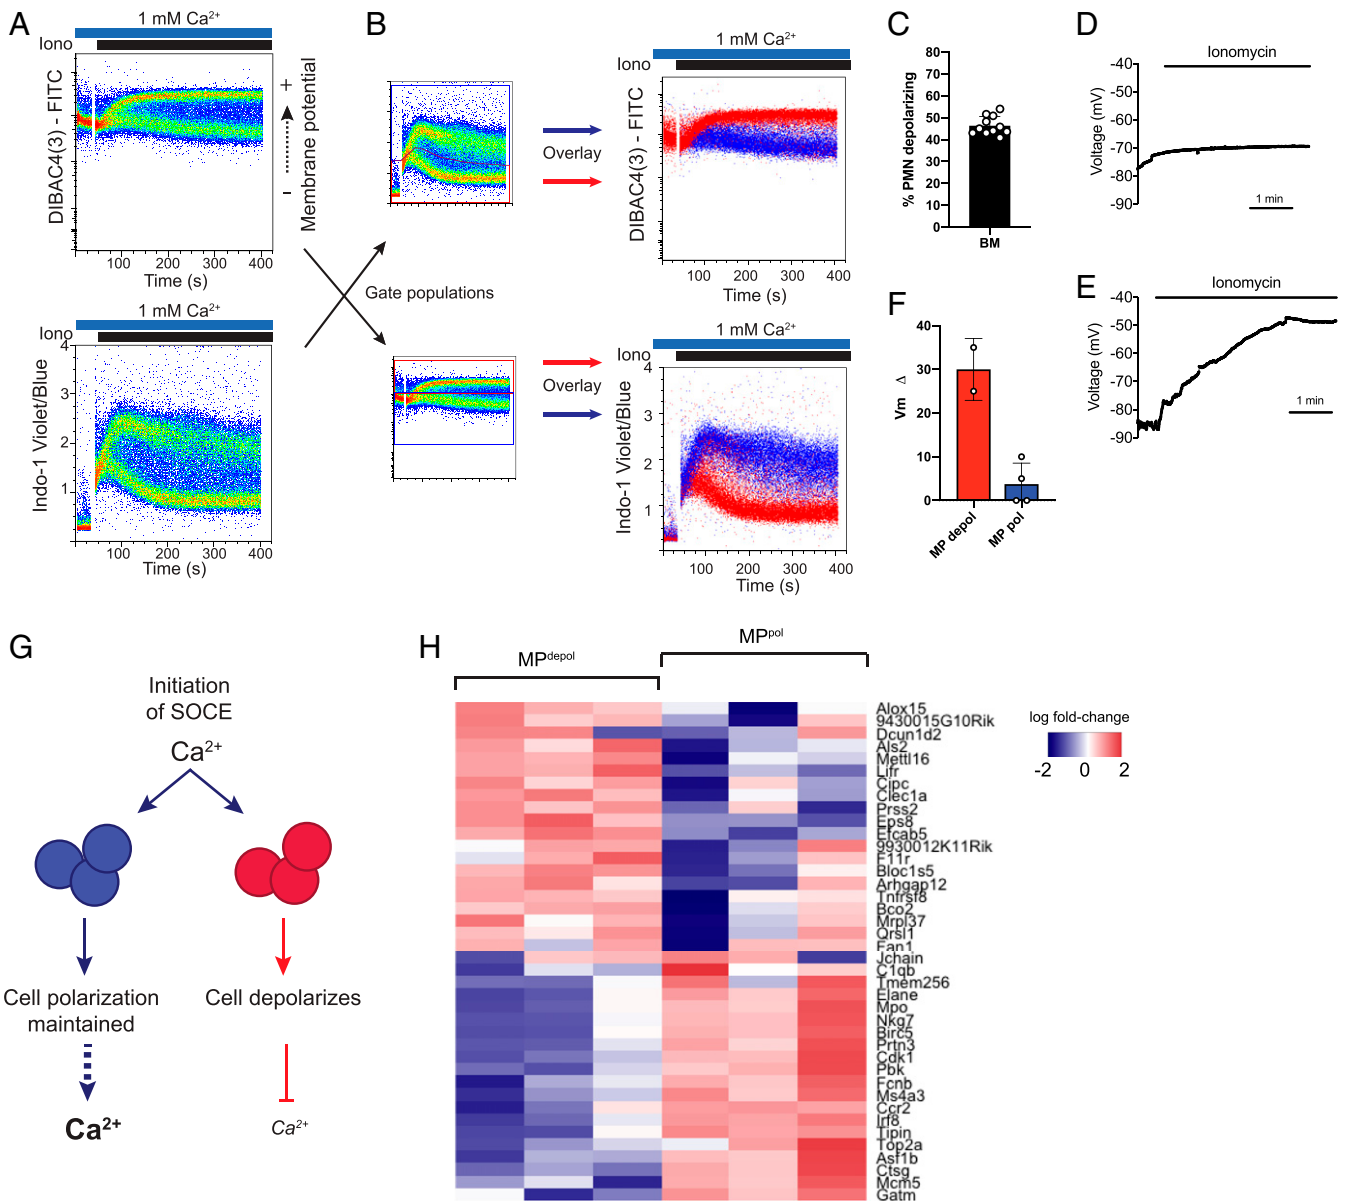 A
1 mM Ca²⁺
Iono
DIBAC4(3) - FITC
+
-
Membrane potential
100 200 300 400
Time (s)
1 mM Ca²⁺
Iono
Indo-1 Violet/Blue
4
3
2
1
100 200 300 400
Time (s)
B
Gate populations
Overlay
Overlay
1 mM Ca²⁺
Iono
DIBAC4(3) - FITC
100 200 300 400
Time (s)
1 mM Ca²⁺
Iono
Indo-1 Violet/Blue
4
3
2
1
100 200 300 400
Time (s)
C
% PMN depolarizing
80
70
60
50
40
30
20
10
0
BM
D
Ionomycin
Voltage (mV)
-40
-50
-60
-70
-80
-90
1 min
E
Ionomycin
Voltage (mV)
-40
-50
-60
-70
-80
-90
1 min
F
Vm Δ
40
30
20
10
0
MP depol
MP pol
G
Initiation
of SOCE
Ca²⁺
Cell polarization
maintained
Cell depolarizes
Ca²⁺
Ca²⁺
H
MPdepol
MPpol
Alox15
9430015G10Rik
Dcun1d2
Als2
Mettl16
Lifr
Cipc
Clec1a
Prss2
Eps8
Efcab5
9930012K11Rik
F11r
Bloc1s5
Arhgap12
Tnfrsf8
Bco2
Mrpl37
Qrsl1
Fan1
Jchain
C1qb
Tmem256
Elane
Mpo
Nkg7
Birc5
Prtn3
Cdk1
Pbk
Fcnb
Ms4a3
Ccr2
Irf8
Tipin
Top2a
Asf1b
Ctsg
Mcm5
Gatm
log fold-change
-2 0 2